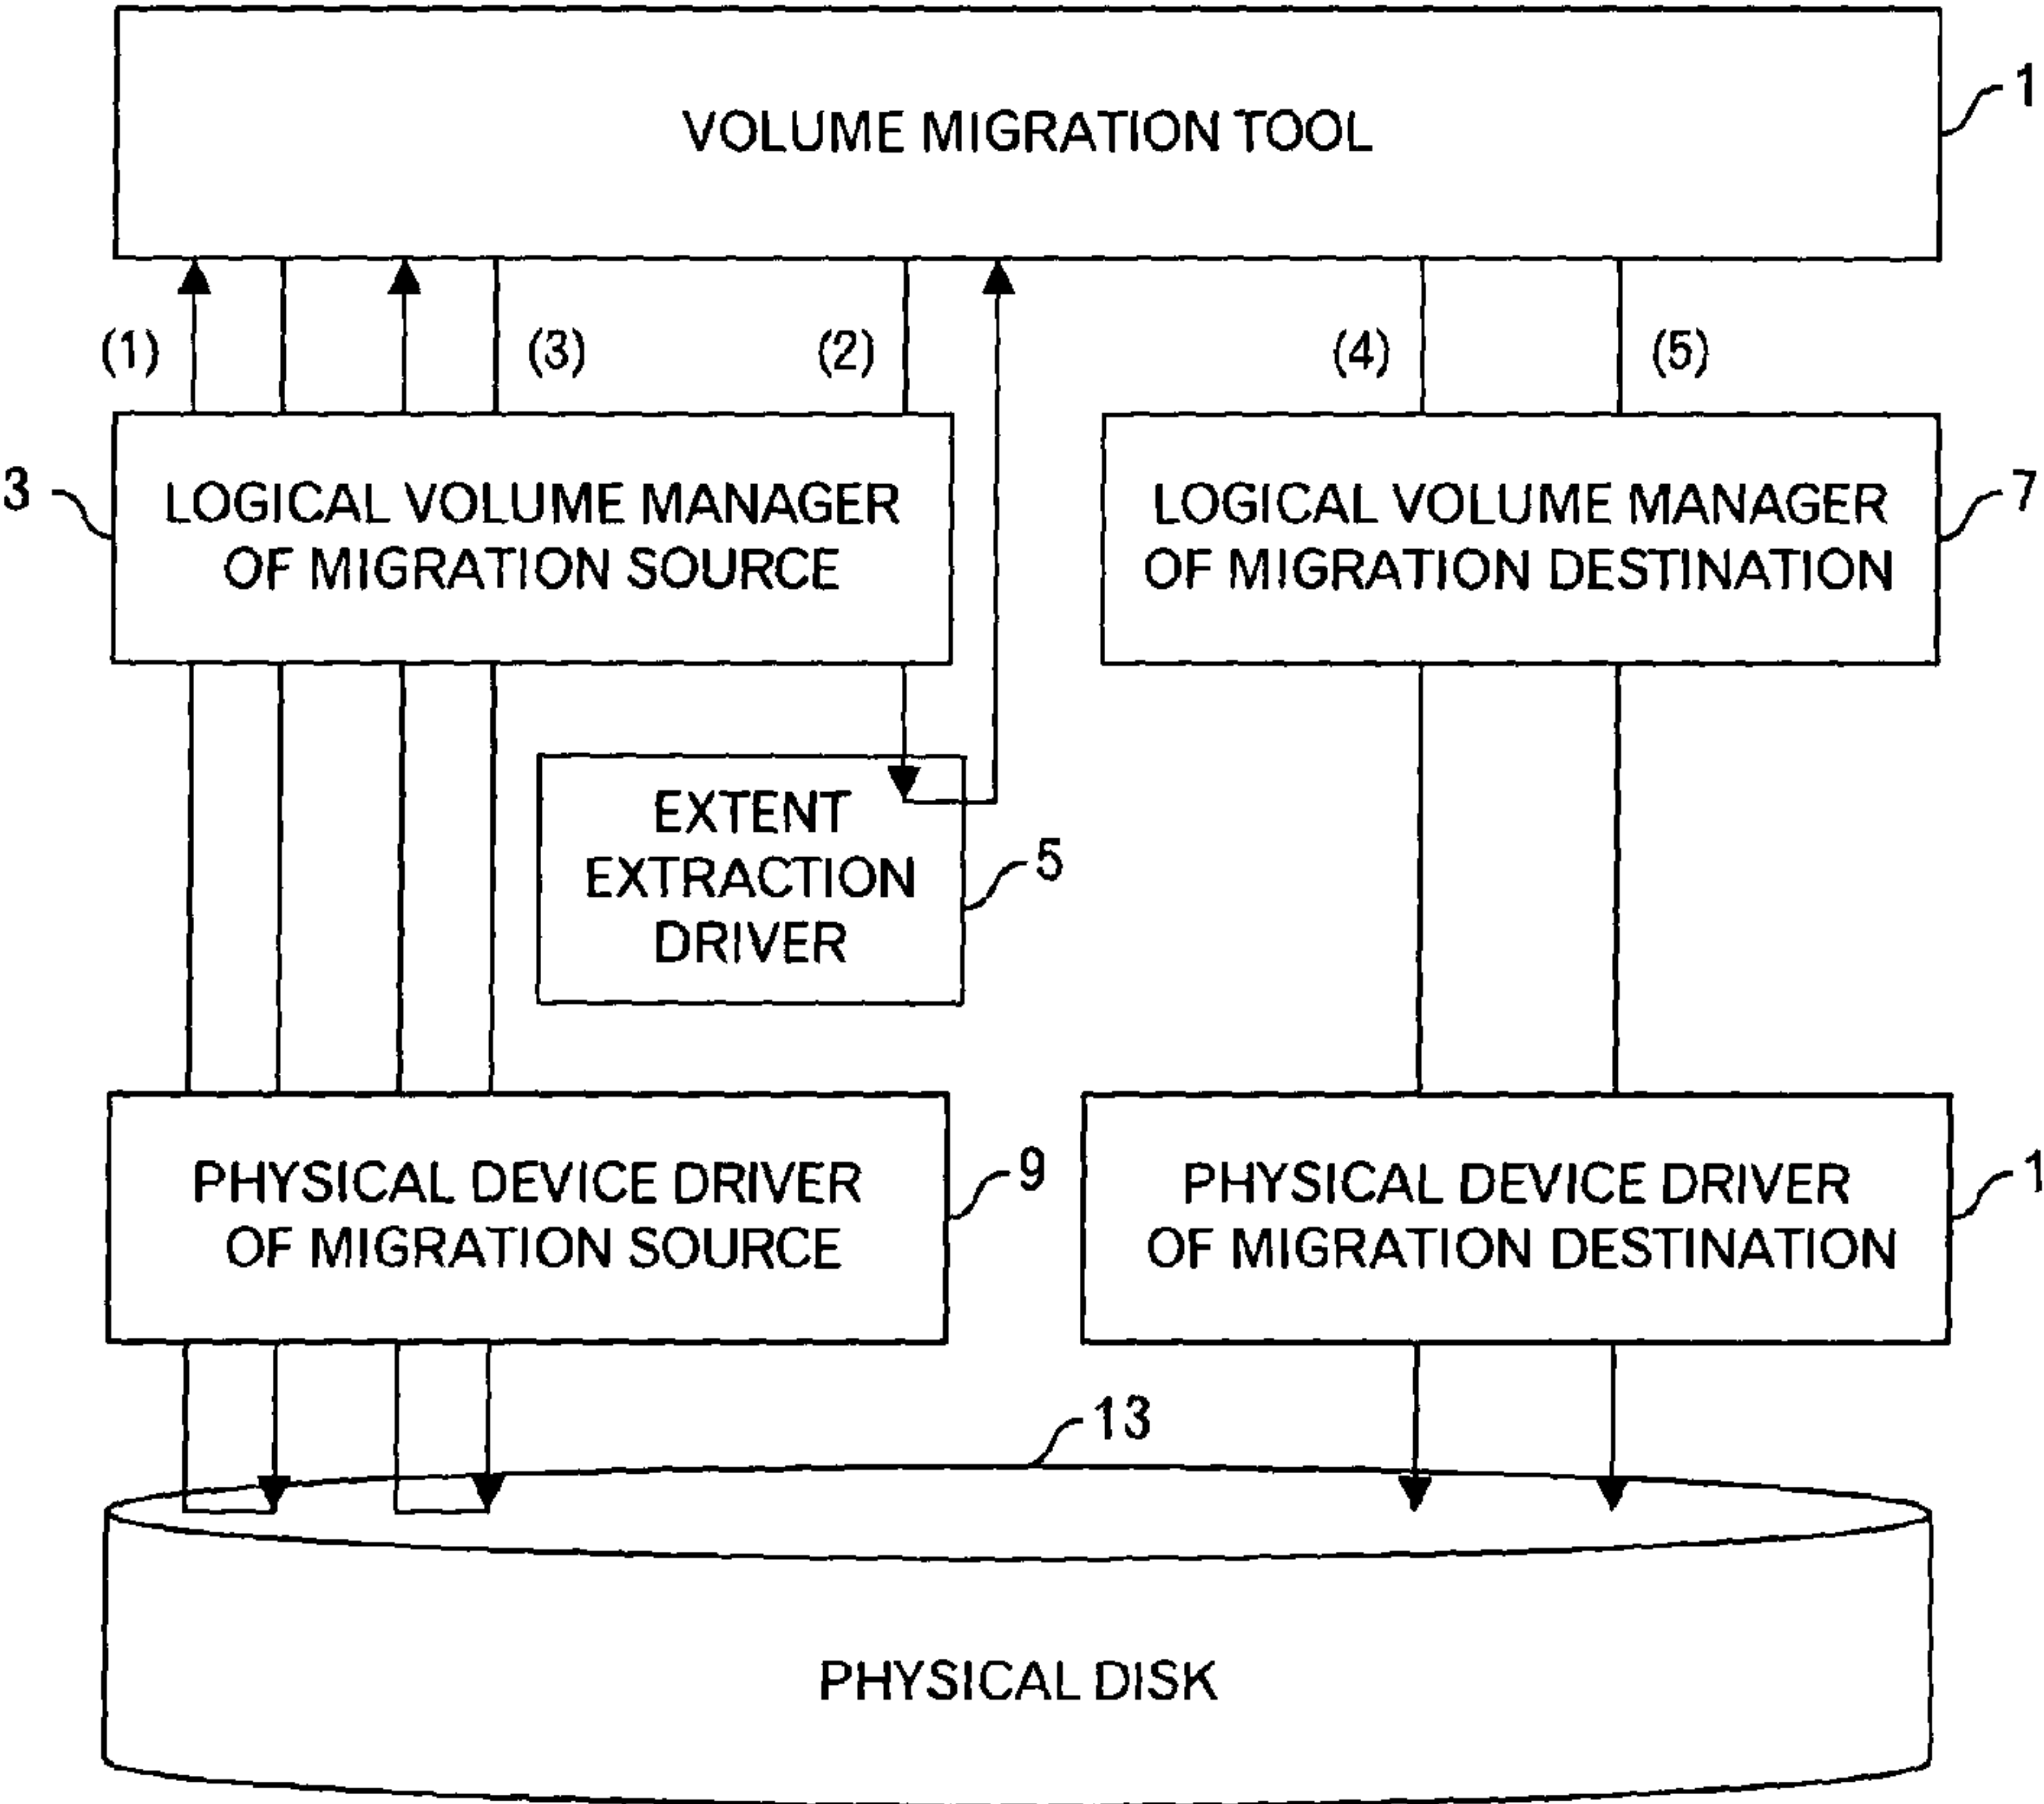 VOLUME MIGRATION TOOL
1
(1)
(3)
(2)
(4)
(5)
3
LOGICAL VOLUME MANAGER
OF MIGRATION SOURCE
LOGICAL VOLUME MANAGER
OF MIGRATION DESTINATION
7
EXTENT
EXTRACTION
DRIVER
5
PHYSICAL DEVICE DRIVER
OF MIGRATION SOURCE
9
PHYSICAL DEVICE DRIVER
OF MIGRATION DESTINATION
1
13
PHYSICAL DISK